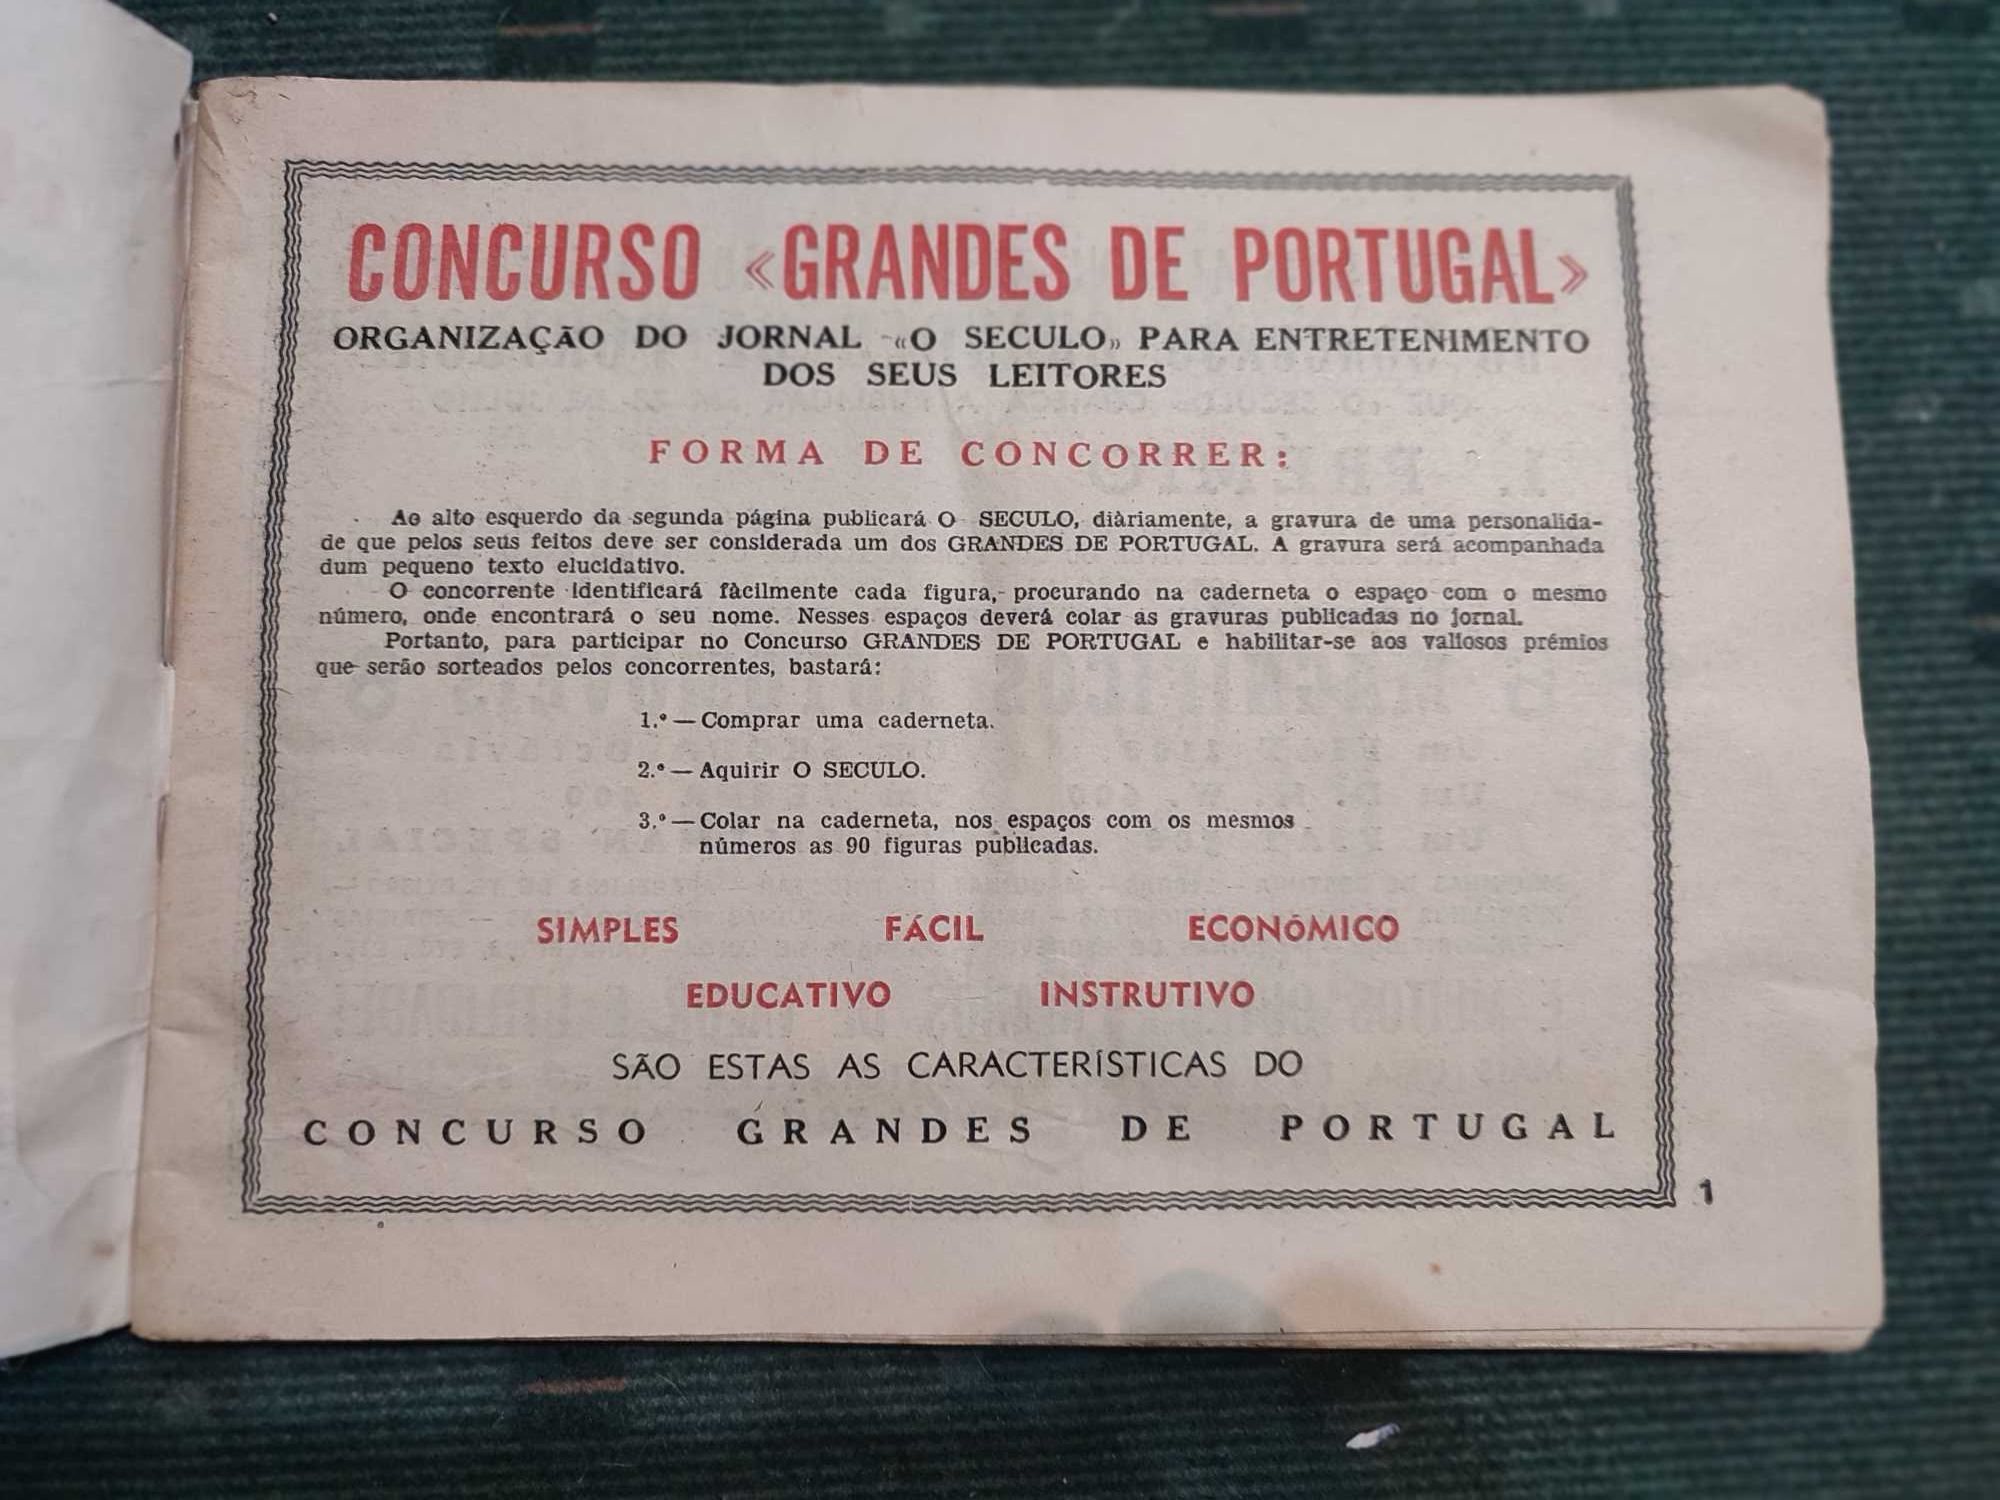 CONCURSO «GRANDES DE PORTUGAL»
ORGANIZAÇÃO DO JORNAL «O SECULO» PARA ENTRETENIMENTO
DOS SEUS LEITORES
FORMA DE CONCORRER:
Ao alto esquerdo da segunda página publicará O SECULO, diàriamente, a gravura de uma personalida-
de que pelos seus feitos deve ser considerada um dos GRANDES DE PORTUGAL. A gravura será acompanhada
dum pequeno texto elucidativo.
O concorrente identificará fàcilmente cada figura, procurando na caderneta o espaço com o mesmo
número, onde encontrará o seu nome. Nesses espaços deverá colar as gravuras publicadas no jornal.
Portanto, para participar no Concurso GRANDES DE PORTUGAL e habilitar-se aos valiosos prémios
que serão sorteados pelos concorrentes, bastará:
1.º — Comprar uma caderneta.
2.º — Aquirir O SECULO.
3.º — Colar na caderneta, nos espaços com os mesmos
números as 90 figuras publicadas.
SIMPLES FÁCIL ECONÓMICO
EDUCATIVO INSTRUTIVO
SÃO ESTAS AS CARACTERÍSTICAS DO
CONCURSO GRANDES DE PORTUGAL
1